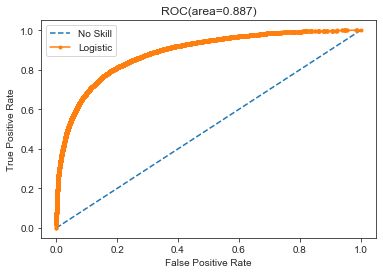 ROC(area=0.887)
No Skill
Logistic
True Positive Rate
1.0
0.8
0.6
0.4
0.2
0.0
0.0 0.2 0.4 0.6 0.8 1.0
False Positive Rate